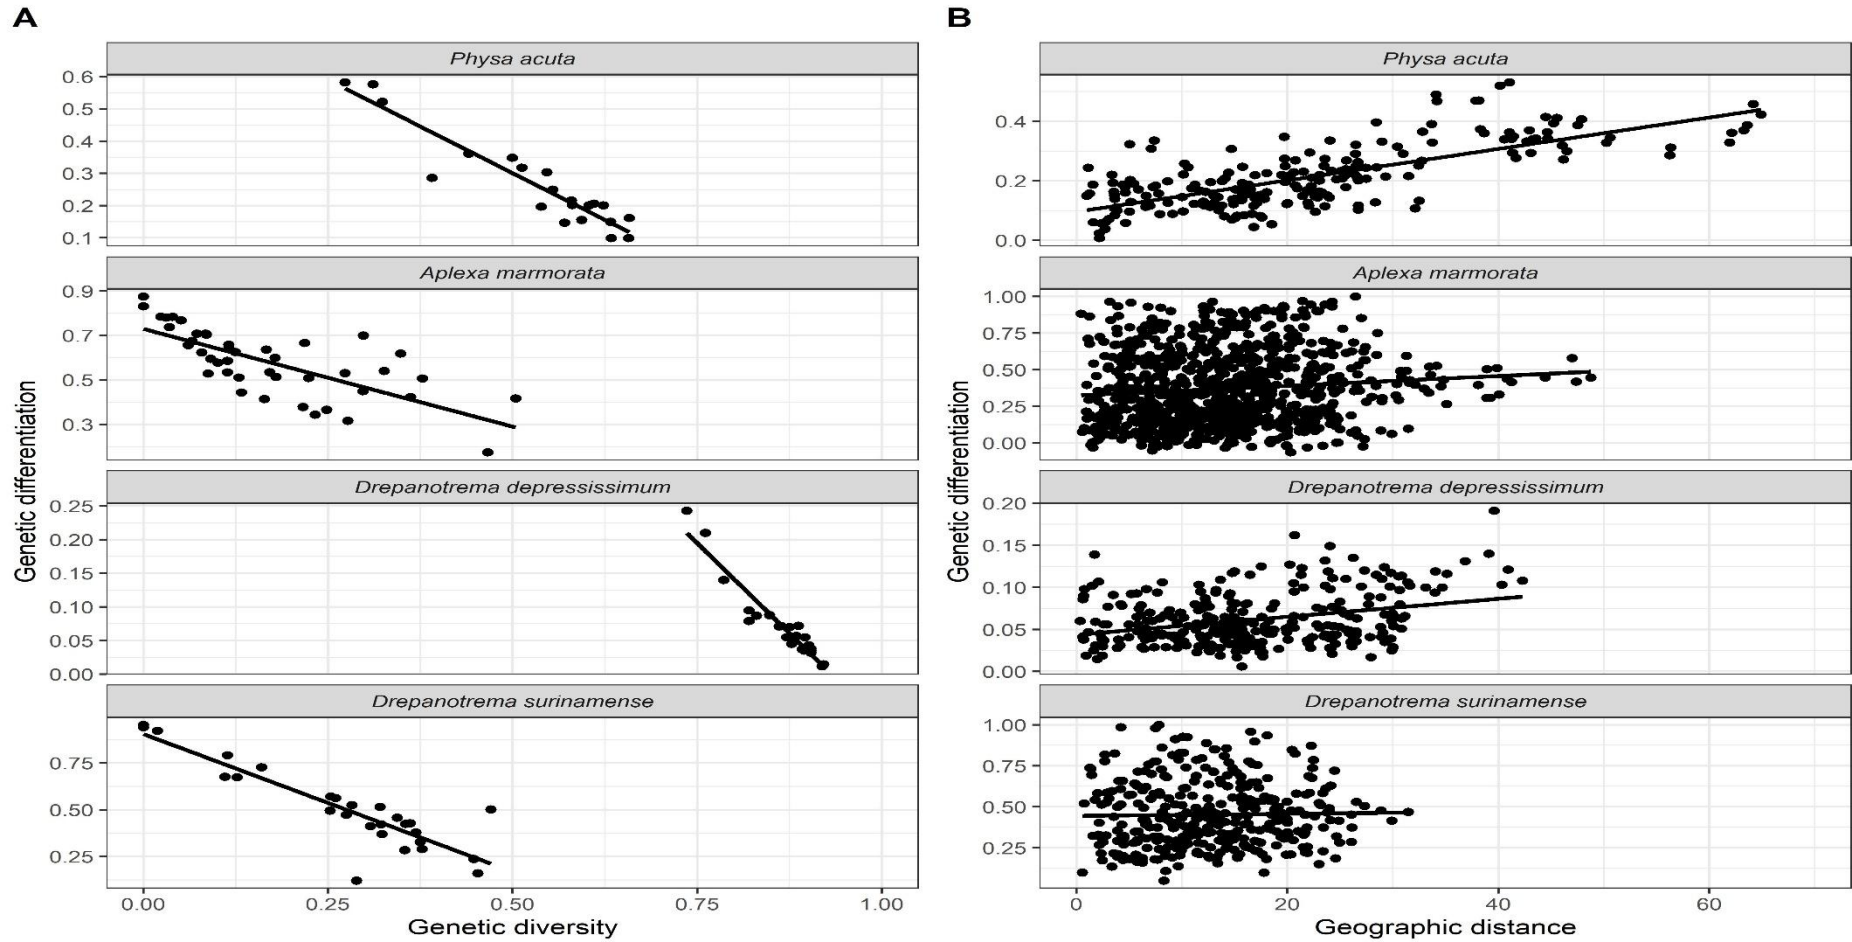 A
Physa acuta
0.6
0.5
0.4
0.3
0.2
0.1
Aplexa marmorata
0.9
0.7
0.5
0.3
Drepanotrema depressissimum
0.25
0.20
0.15
0.10
0.05
0.00
Drepanotrema surinamense
0.75
0.50
0.25
0.00 0.25 0.50 0.75 1.00
Genetic diversity
Genetic differentiation
B
Physa acuta
0.4
0.2
0.0
Aplexa marmorata
1.00
0.75
0.50
0.25
0.00
Drepanotrema depressissimum
0.20
0.15
0.10
0.05
0.00
Drepanotrema surinamense
1.00
0.75
0.50
0.25
0 20 40 60
Geographic distance
Genetic differentiation